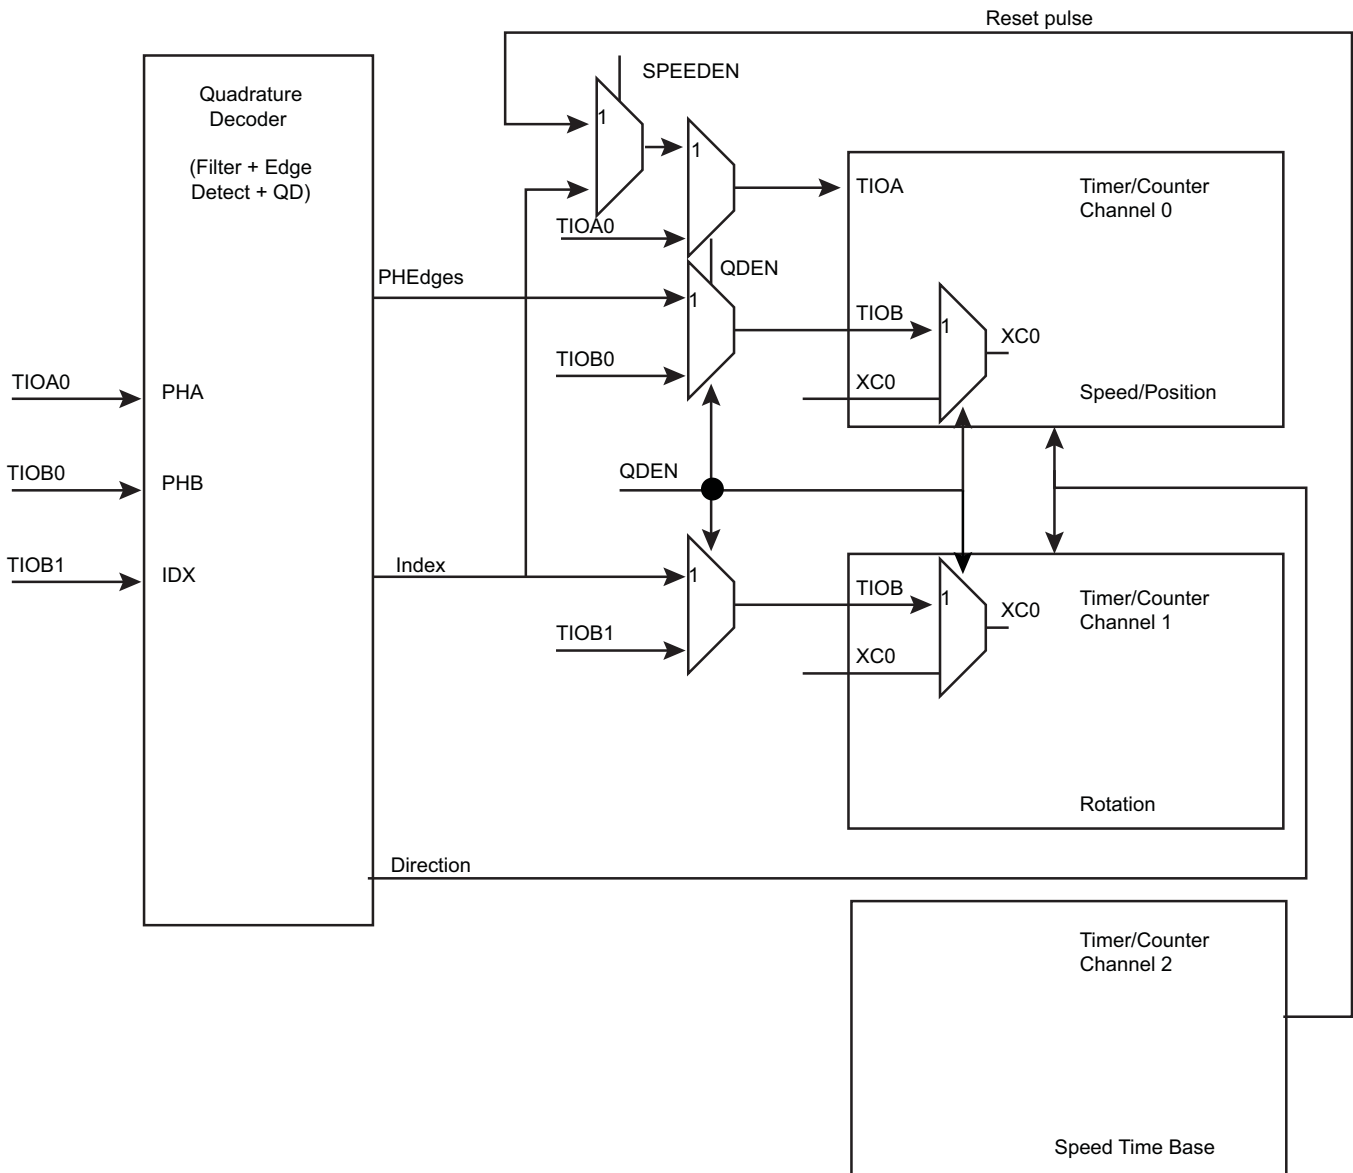 Reset pulse
SPEEDEN
Quadrature
Decoder
(Filter + Edge
Detect + QD)
1
1
TIOA
Timer/Counter
Channel 0
TIOA0
QDEN
PHEdges
1
TIOB
1
XC0
TIOB0
TIOA0
PHA
XC0
Speed/Position
TIOB0
PHB
QDEN
TIOB1
IDX
Index
1
TIOB
1
XC0
Timer/Counter
Channel 1
TIOB1
XC0
Rotation
Direction
Timer/Counter
Channel 2
Speed Time Base